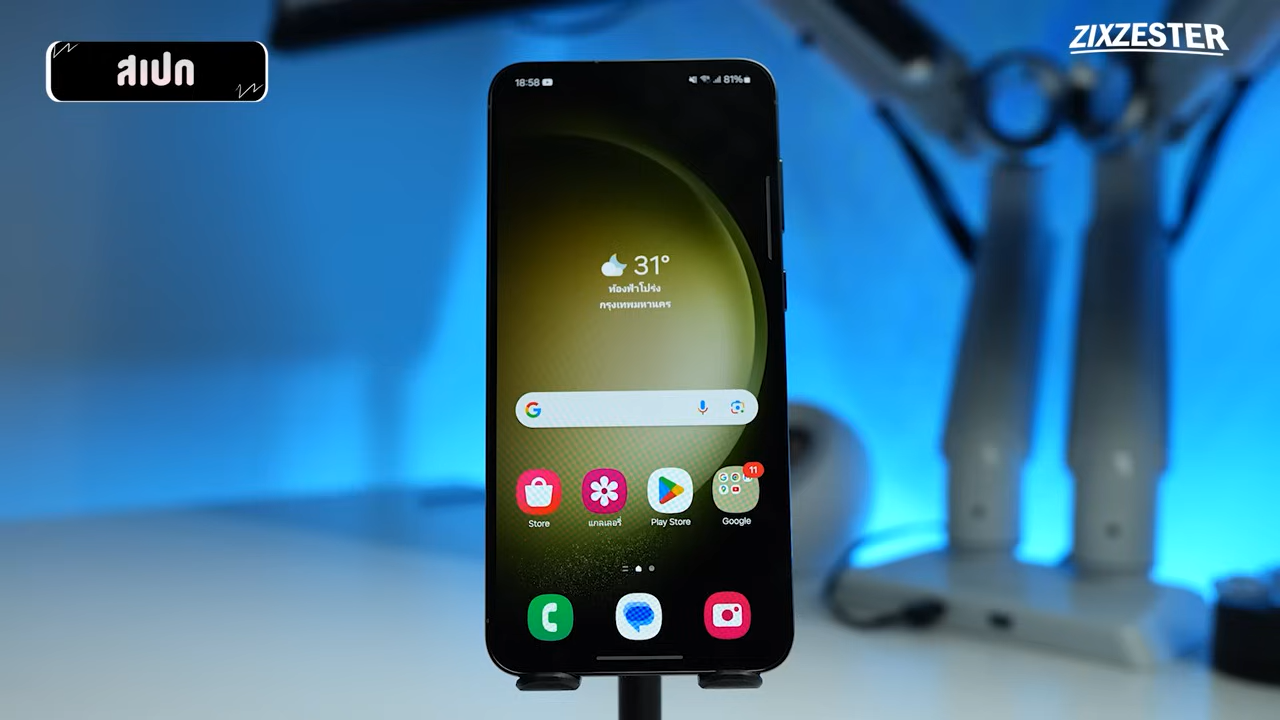 สเปก
ZIXZESTER
18:58
81%
31°
ท้องฟ้าโปร่ง
กรุงเทพมหานคร
Store
แกลเลอรี่
Play Store
11
Google